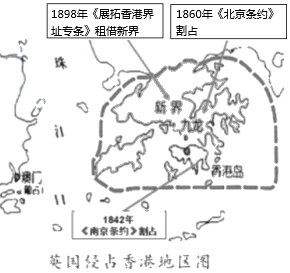 1898年《展拓香港界
址专条》租借新界
1860年《北京条约》
割占
珠
新界
九龙
香港岛
澳门
1842年
《南京条约》割占
英国侵占香港地区图